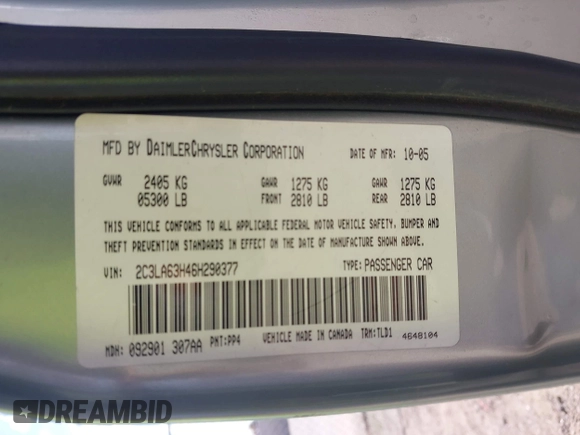 MFD BY DAIMLERCHRYSLER CORPORATION DATE OF MFR: 10-05
GVWR 2405 KG GAWR 1275 KG GAWR 1275 KG
05300 LB FRONT 2810 LB REAR 2810 LB
THIS VEHICLE CONFORMS TO ALL APPLICABLE FEDERAL MOTOR VEHICLE SAFETY, BUMPER AND
THEFT PREVENTION STANDARDS IN EFFECT ON THE DATE OF MANUFACTURE SHOWN ABOVE.
VIN: 2C3LA63H46H290377 TYPE: PASSENGER CAR
MDH: 092901 307AA PNT: PP4 VEHICLE MADE IN CANADA TRM: TLD1 4648104
DREAMBID